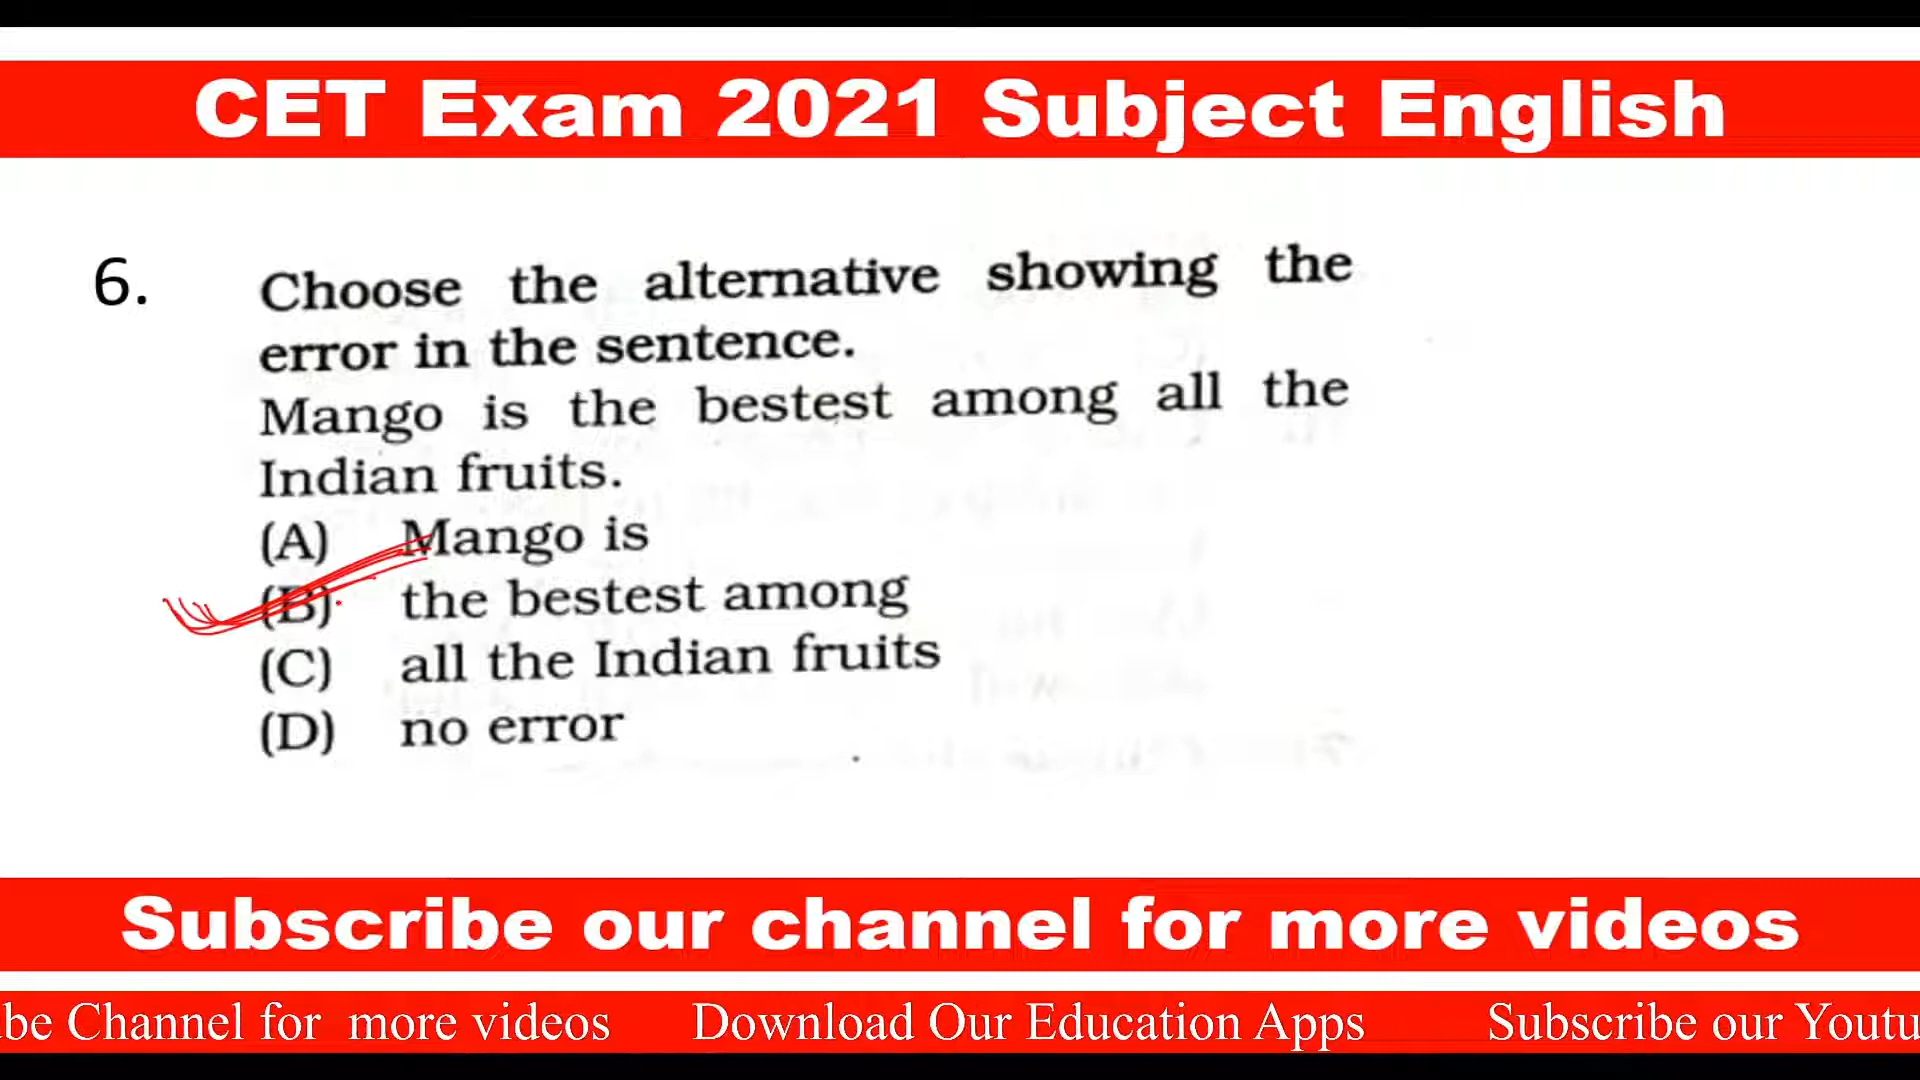 CET Exam 2021 Subject English
6. Choose the alternative showing the
error in the sentence.
Mango is the bestest among all the
Indian fruits.
(A) Mango is
(B) the bestest among
(C) all the Indian fruits
(D) no error
Subscribe our channel for more videos
be Channel for more videos Download Our Education Apps Subscribe our Youtu